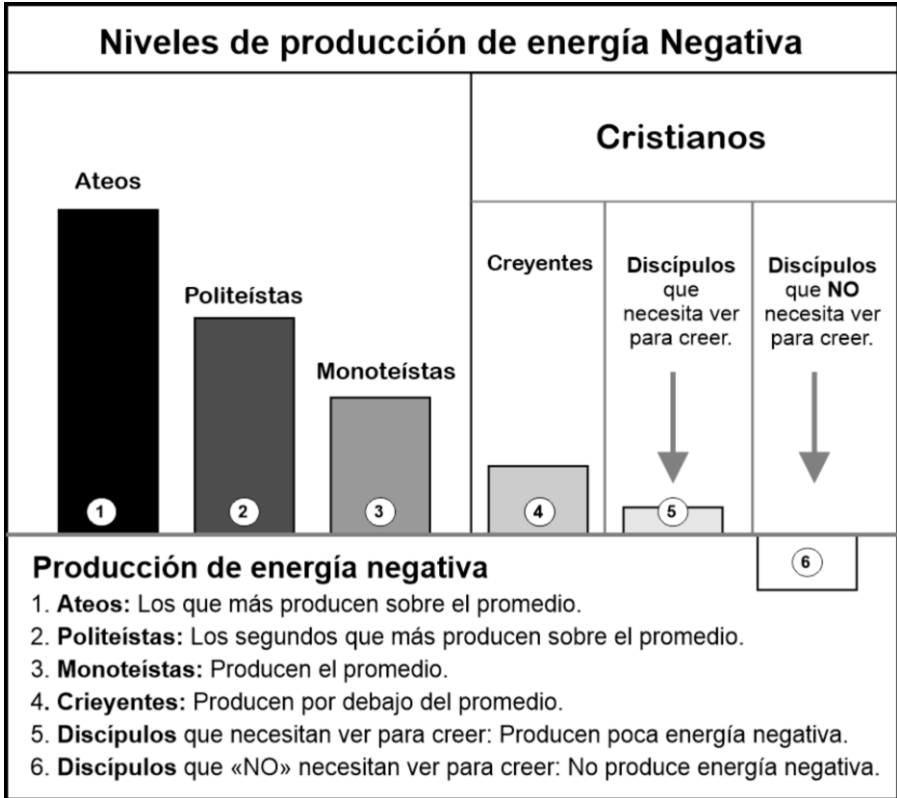 Niveles de producción de energía Negativa
Cristianos
Ateos
Politeístas
Monoteístas
Creyentes
Discípulos
que
necesita ver
para creer.
Discípulos
que NO
necesita ver
para creer.
1
2
3
4
5
6
Producción de energía negativa
1. Ateos: Los que más producen sobre el promedio.
2. Politeístas: Los segundos que más producen sobre el promedio.
3. Monoteístas: Producen el promedio.
4. Crieyentes: Producen por debajo del promedio.
5. Discípulos que necesitan ver para creer: Producen poca energía negativa.
6. Discípulos que «NO» necesitan ver para creer: No produce energía negativa.